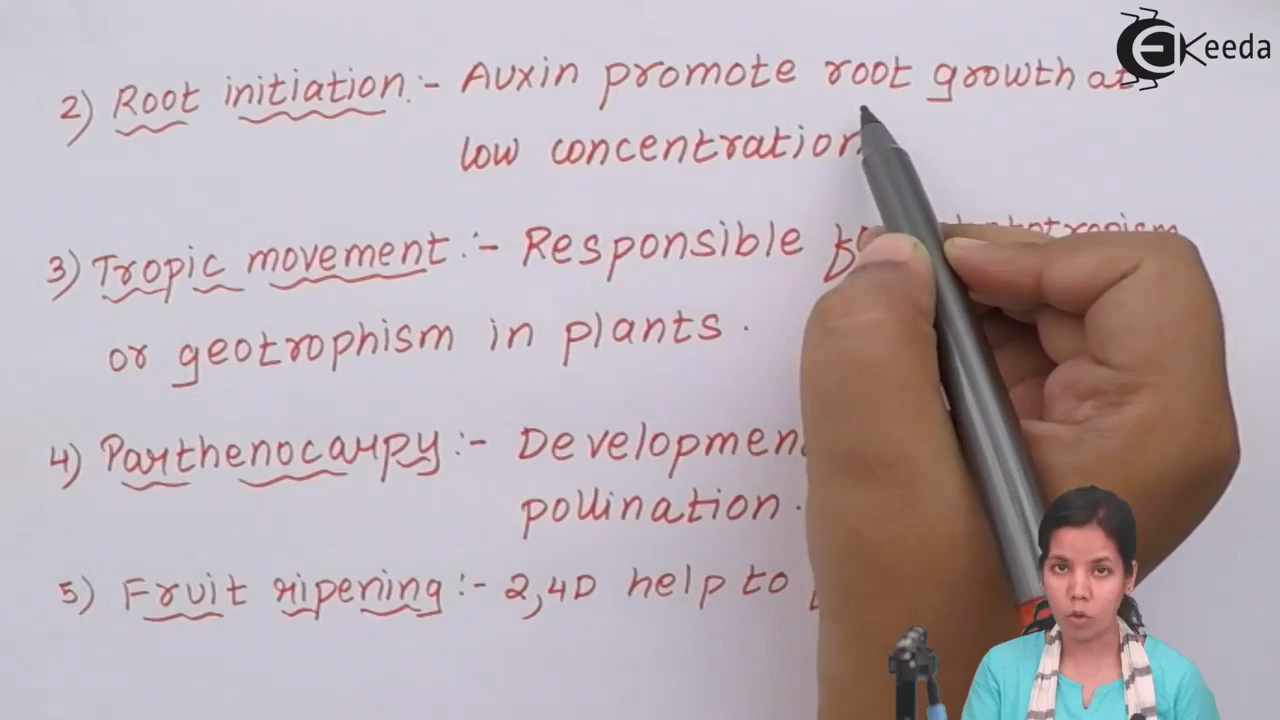 Keeda
2) Root initiation :- Auxin promote root growth at
low concentration
3) Tropic movement :- Responsible
or geotrophism in plants .
4) Parthenocarpy :- Development
pollination .
5) Fruit ripening :- 2,4D help to